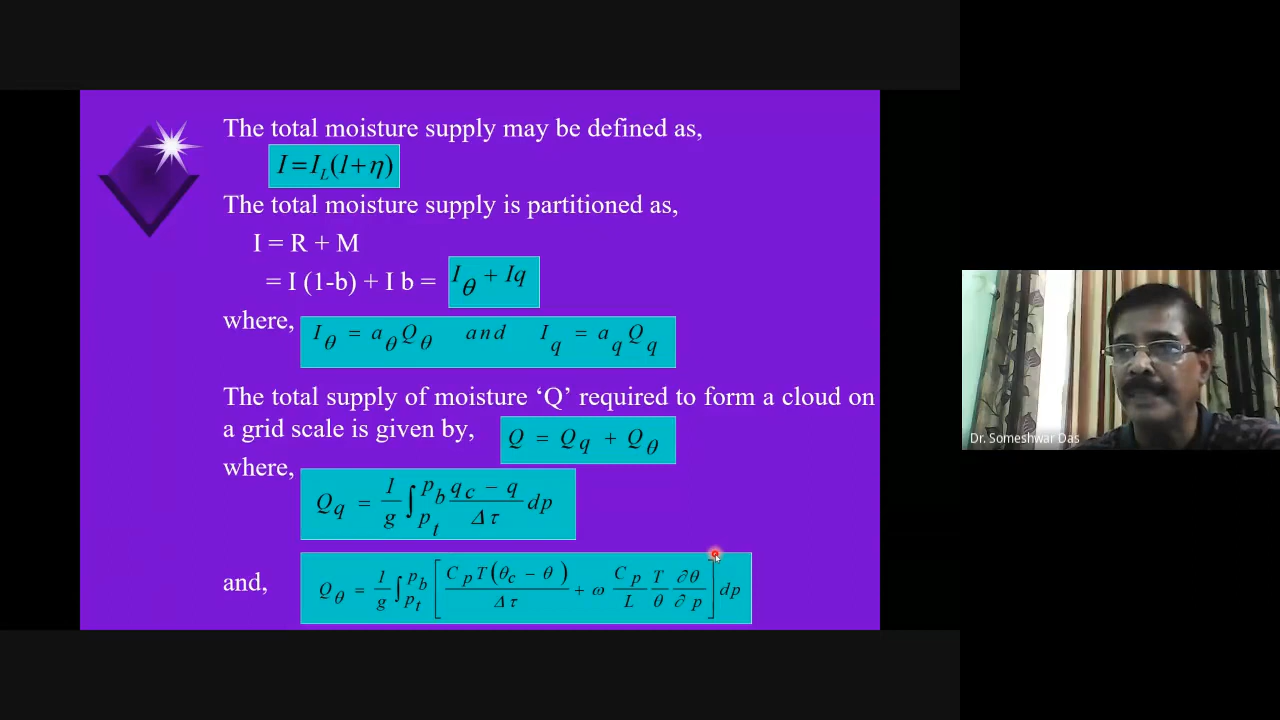 The total moisture supply may be defined as,
I = I_L(1+η)
The total moisture supply is partitioned as,
I = R + M
= I (1-b) + I b = I_θ + Iq
where, I_θ = a_θ Q_θ and I_q = a_q Q_q
The total supply of moisture ‘Q’ required to form a cloud on
a grid scale is given by, Q = Q_q + Q_θ
where,
Q_q = 1/g ∫_{p_t}^{p_b} (q_c − q)/Δτ dp
and, Q_θ = 1/g ∫_{p_t}^{p_b} [ C_p T(θ_c − θ)/Δτ + ω C_p/L T/θ ∂θ/∂p ] dp
Dr. Someshwar Das